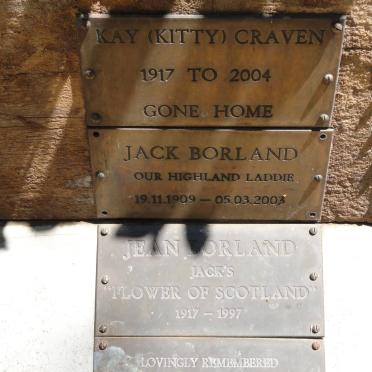 KAY (KITTY) CRAVEN
1917 TO 2004
GONE HOME
JACK BORLAND
OUR HIGHLAND LADDIE
19.11.1909 – 05.03.2003
JEAN BORLAND
JACK'S
"FLOWER OF SCOTLAND"
1917 – 1997
LOVINGLY REMEMBERED